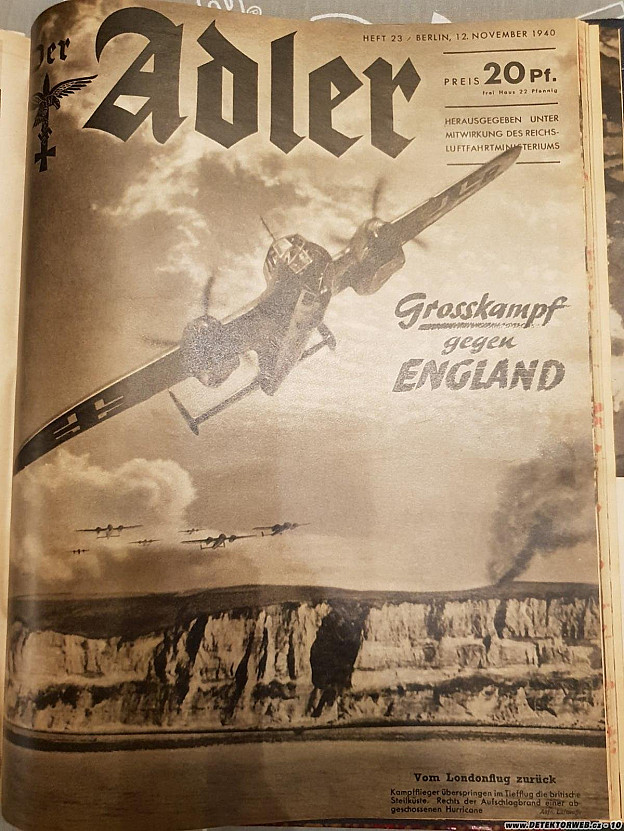 Der
Adler
HEFT 23 / BERLIN, 12. NOVEMBER 1940
PREIS 20 Pf.
frei Haus 22 Pfennig
HERAUSGEGEBEN UNTER
MITWIRKUNG DES REICHS-
LUFTFAHRTMINISTERIUMS
Grosskampf
gegen
ENGLAND
Vom Londonflug zurück
Kampfflieger überspringen im Tiefflug die britische
Steilküste. Rechts der Aufschlagbrand einer ab-
geschossenen Hurricane
www.DETEKTORWEB.cz